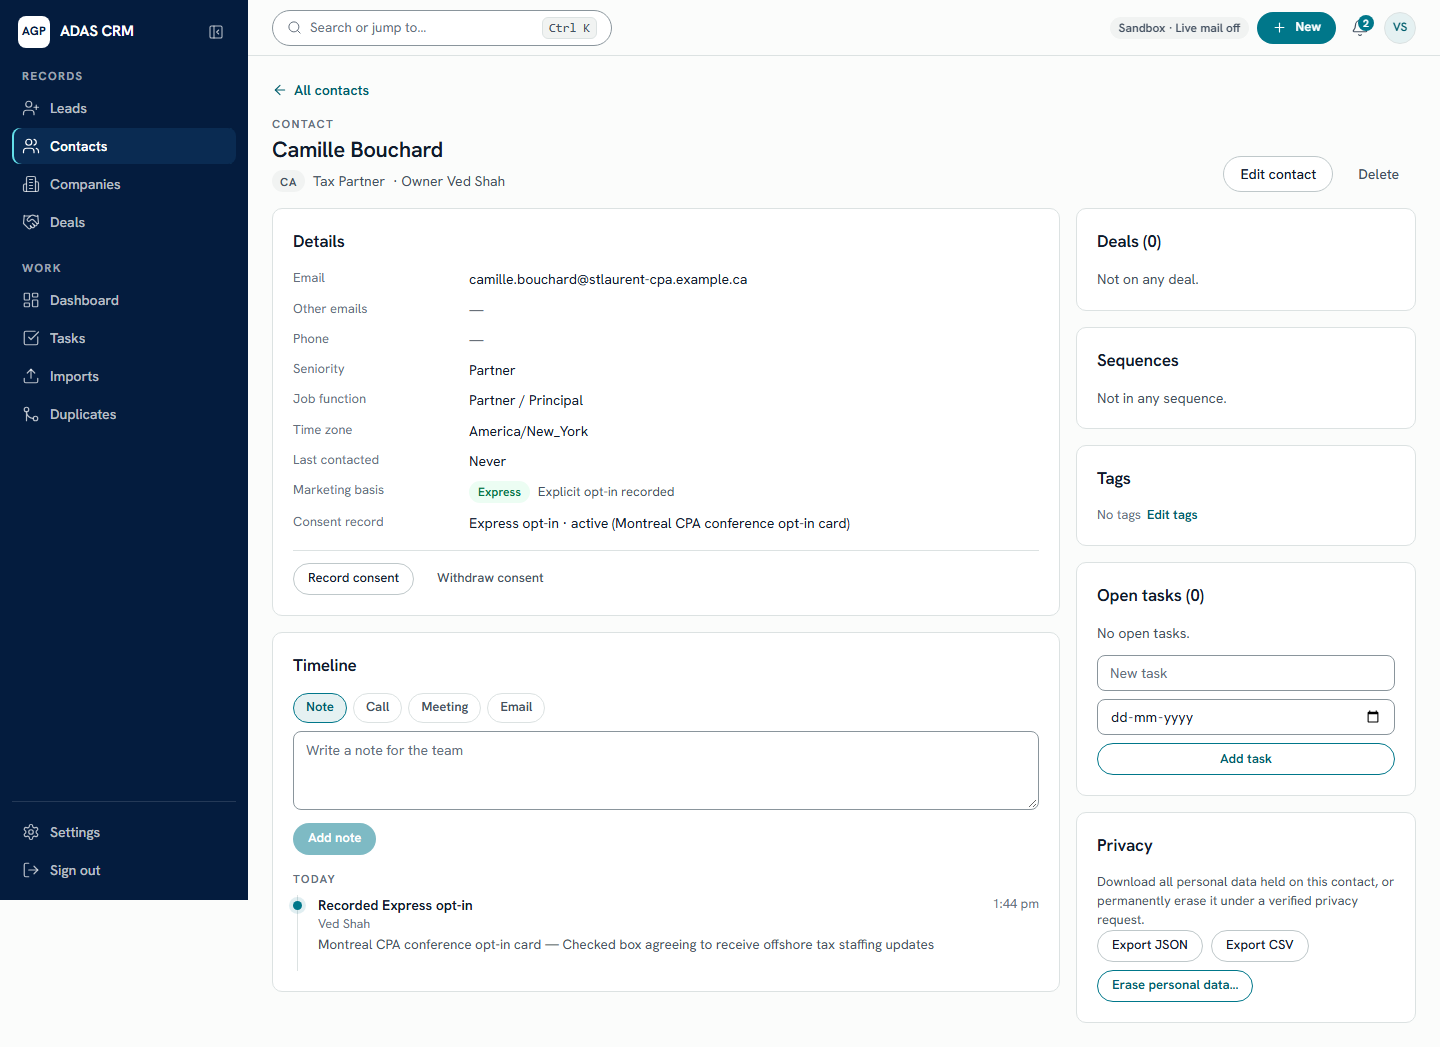 AGP ADAS CRM
RECORDS
Leads
Contacts
Companies
Deals
WORK
Dashboard
Tasks
Imports
Duplicates
Settings
Sign out
Search or jump to... Ctrl K
Sandbox · Live mail off
New
2
VS
All contacts
CONTACT
Camille Bouchard
CA Tax Partner · Owner Ved Shah
Edit contact
Delete
Details
Email camille.bouchard@stlaurent-cpa.example.ca
Other emails —
Phone —
Seniority Partner
Job function Partner / Principal
Time zone America/New_York
Last contacted Never
Marketing basis Express Explicit opt-in recorded
Consent record Express opt-in · active (Montreal CPA conference opt-in card)
Record consent Withdraw consent
Timeline
Note Call Meeting Email
Write a note for the team
Add note
TODAY
Recorded Express opt-in 1:44 pm
Ved Shah
Montreal CPA conference opt-in card — Checked box agreeing to receive offshore tax staffing updates
Deals (0)
Not on any deal.
Sequences
Not in any sequence.
Tags
No tags Edit tags
Open tasks (0)
No open tasks.
New task
dd-mm-yyyy
Add task
Privacy
Download all personal data held on this contact, or
permanently erase it under a verified privacy
request.
Export JSON Export CSV
Erase personal data...